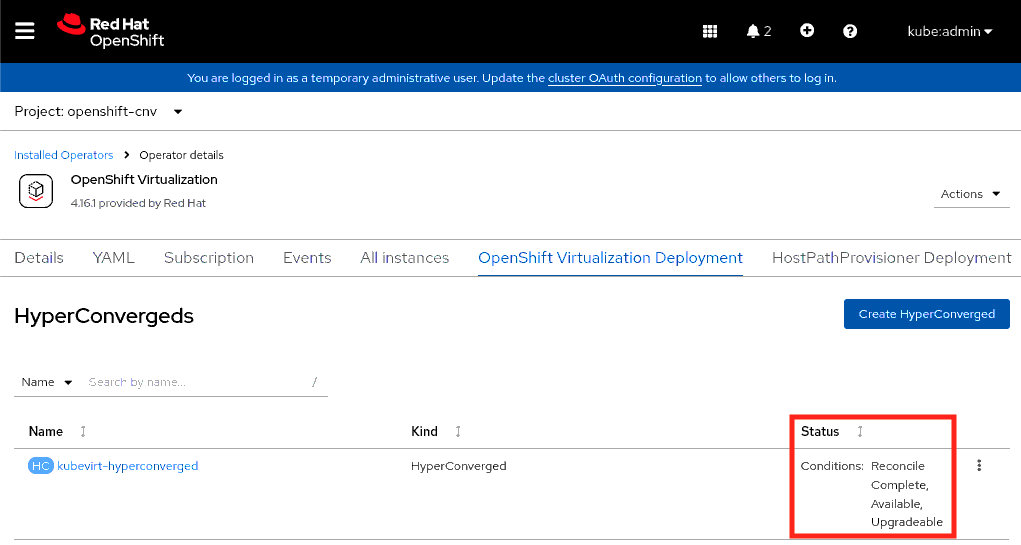 Red Hat
OpenShift
2
kube:admin
You are logged in as a temporary administrative user. Update the cluster OAuth configuration to allow others to log in.
Project: openshift-cnv
Installed Operators > Operator details
OpenShift Virtualization
4.16.1 provided by Red Hat
Actions
Details YAML Subscription Events All instances OpenShift Virtualization Deployment HostPathProvisioner Deployment
HyperConvergeds
Create HyperConverged
Name Search by name... /
Name Kind Status
HC kubevirt-hyperconverged HyperConverged Conditions: Reconcile
Complete,
Available,
Upgradeable